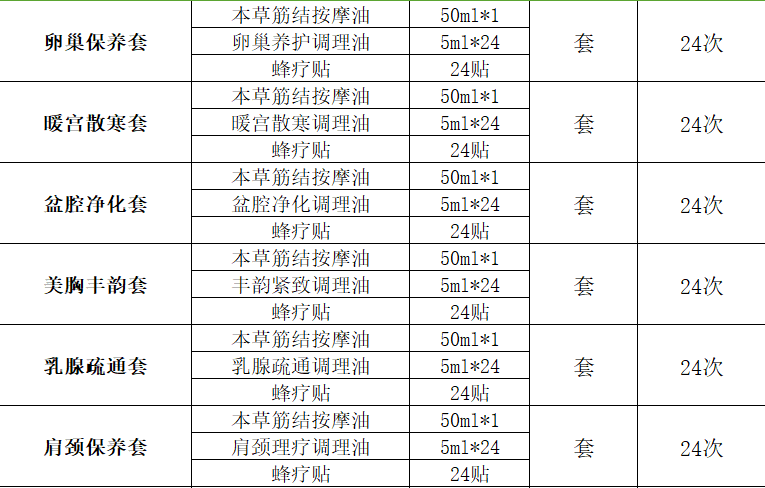 本草筋结按摩油 50ml*1
卵巢保养套 卵巢养护调理油 5ml*24 套 24次
蜂疗贴 24贴
本草筋结按摩油 50ml*1
暖宫散寒套 暖宫散寒调理油 5ml*24 套 24次
蜂疗贴 24贴
本草筋结按摩油 50ml*1
盆腔净化套 盆腔净化调理油 5ml*24 套 24次
蜂疗贴 24贴
本草筋结按摩油 50ml*1
美胸丰韵套 丰韵紧致调理油 5ml*24 套 24次
蜂疗贴 24贴
本草筋结按摩油 50ml*1
乳腺疏通套 乳腺疏通调理油 5ml*24 套 24次
蜂疗贴 24贴
本草筋结按摩油 50ml*1
肩颈保养套 肩颈理疗调理油 5ml*24 套 24次
蜂疗贴 24贴